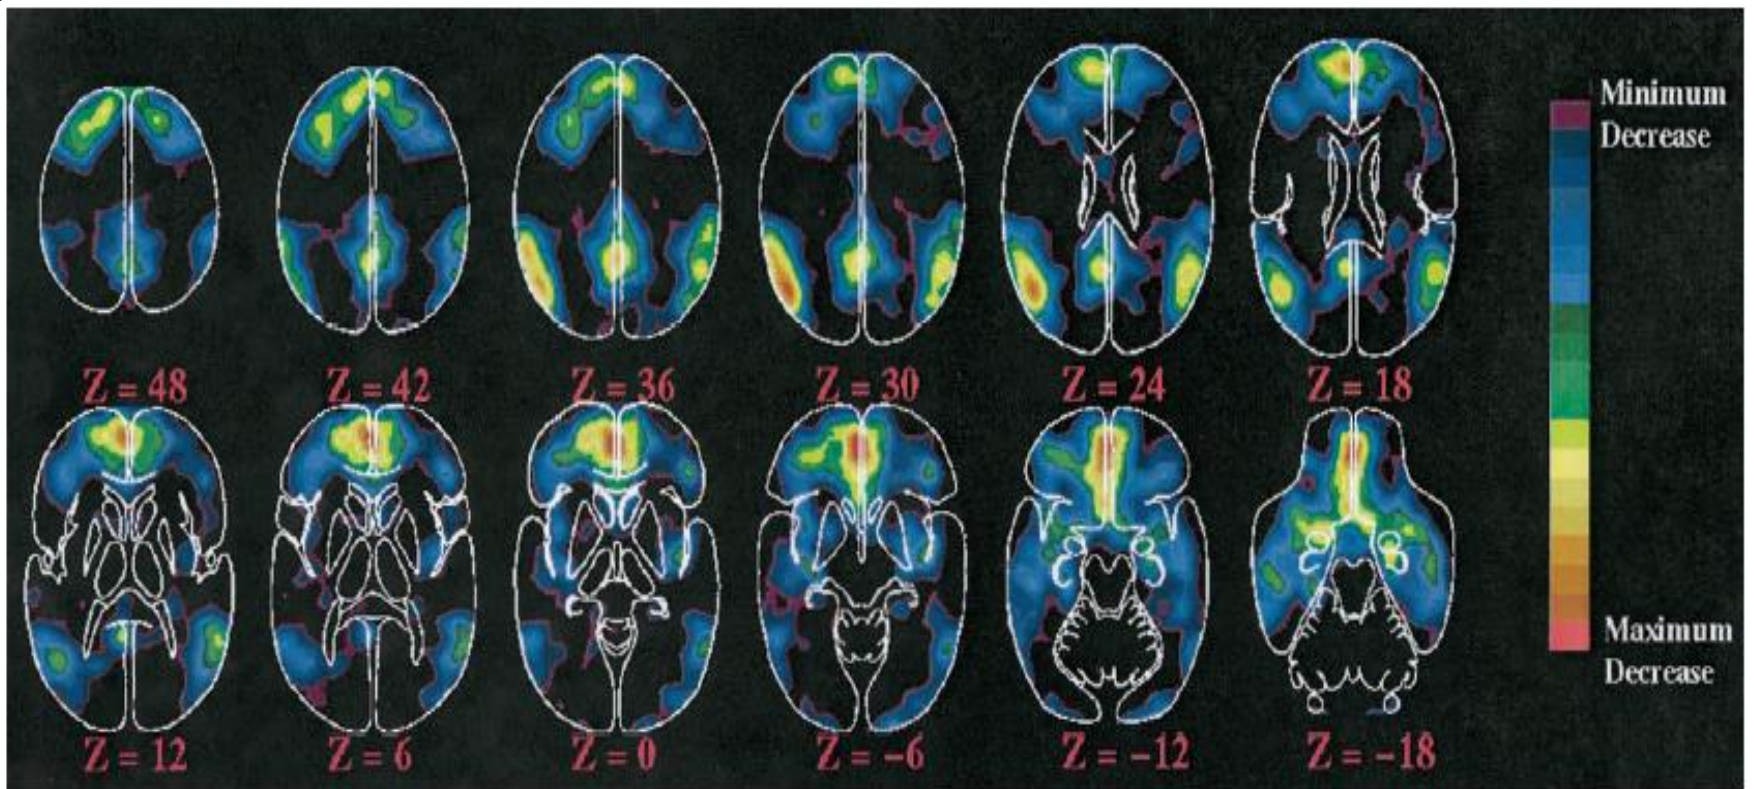 Minimum
Decrease
Z = 48
Z = 42
Z = 36
Z = 30
Z = 24
Z = 18
Maximum
Decrease
Z = 12
Z = 6
Z = 0
Z = −6
Z = −12
Z = −18